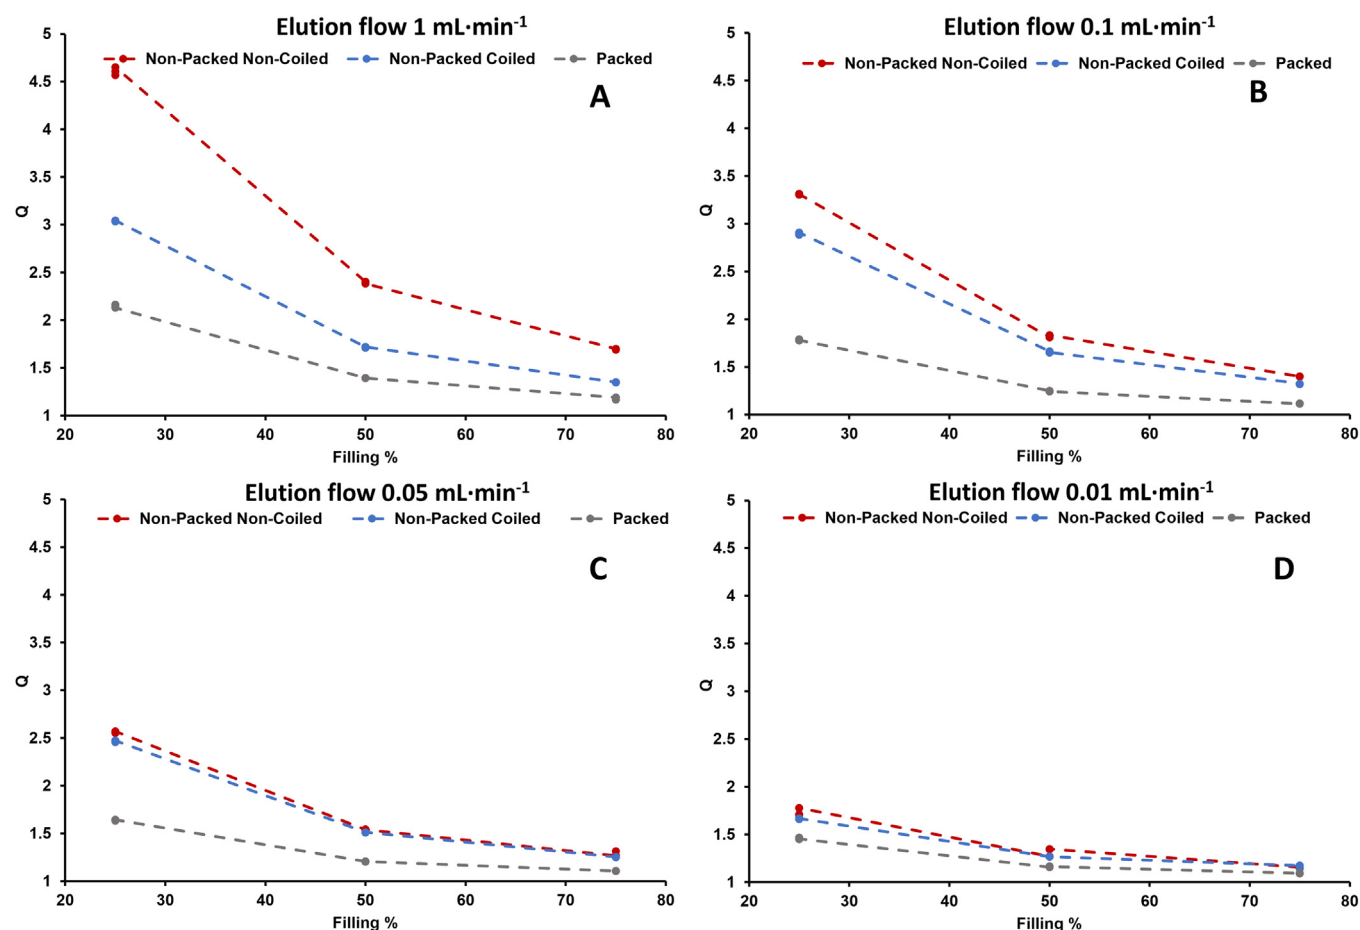 Elution flow 1 mL·min-1
Non-Packed Non-Coiled Non-Packed Coiled Packed
A
5
4.5
4
3.5
3
2.5
2
1.5
1
Q
20 30 40 50 60 70 80
Filling %
Elution flow 0.1 mL·min-1
Non-Packed Non-Coiled Non-Packed Coiled Packed
B
5
4.5
4
3.5
3
2.5
2
1.5
1
Q
20 30 40 50 60 70 80
Filling %
Elution flow 0.05 mL·min-1
Non-Packed Non-Coiled Non-Packed Coiled Packed
C
5
4.5
4
3.5
3
2.5
2
1.5
1
Q
20 30 40 50 60 70 80
Filling %
Elution flow 0.01 mL·min-1
Non-Packed Non-Coiled Non-Packed Coiled Packed
D
5
4.5
4
3.5
3
2.5
2
1.5
1
Q
20 30 40 50 60 70 80
Filling %